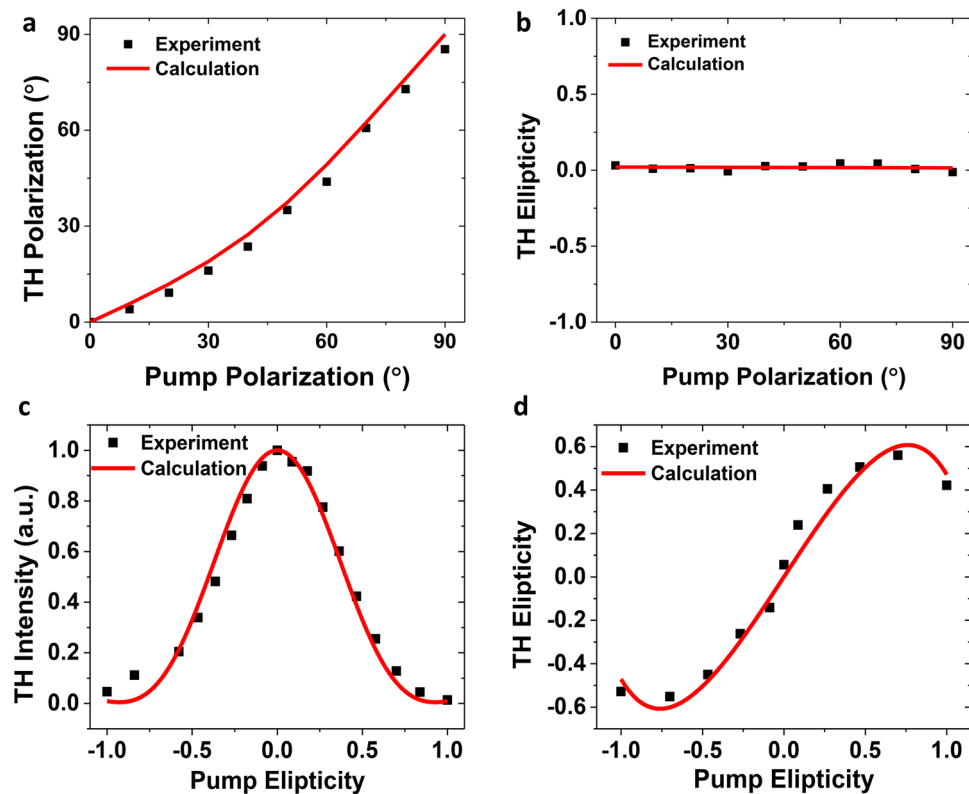 a
90
60
30
0
TH Polarization (°)
Experiment
Calculation
0 30 60 90
Pump Polarization (°)
b
1.0
0.5
0.0
-0.5
-1.0
TH Ellipticity
Experiment
Calculation
0 30 60 90
Pump Polarization (°)
c
1.0
0.8
0.6
0.4
0.2
0.0
TH Intensity (a.u.)
Experiment
Calculation
-1.0 -0.5 0.0 0.5 1.0
Pump Elipticity
d
0.6
0.4
0.2
0.0
-0.2
-0.4
-0.6
TH Elipticity
Experiment
Calculation
-1.0 -0.5 0.0 0.5 1.0
Pump Elipticity